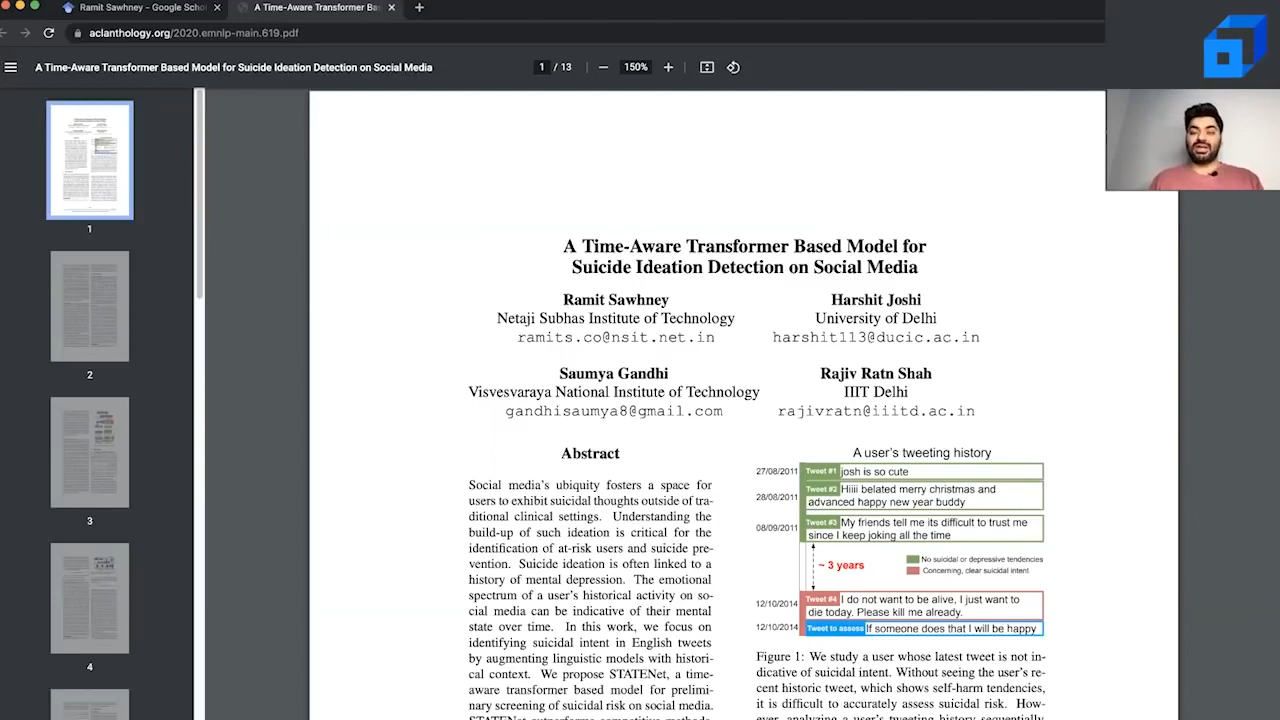 Ramit Sawhney - Google Schol
A Time-Aware Transformer Bas
aclanthology.org/2020.emnlp-main.619.pdf
A Time-Aware Transformer Based Model for Suicide Ideation Detection on Social Media
1 / 13
150%
1
2
3
4
A Time-Aware Transformer Based Model for
Suicide Ideation Detection on Social Media
Ramit Sawhney
Netaji Subhas Institute of Technology
ramits.co@nsit.net.in
Harshit Joshi
University of Delhi
harshit113@ducic.ac.in
Saumya Gandhi
Visvesvaraya National Institute of Technology
gandhisaumya8@gmail.com
Rajiv Ratn Shah
IIIT Delhi
rajivratn@iiitd.ac.in
Abstract
Social media's ubiquity fosters a space for
users to exhibit suicidal thoughts outside of tra-
ditional clinical settings. Understanding the
build-up of such ideation is critical for the
identification of at-risk users and suicide pre-
vention. Suicide ideation is often linked to a
history of mental depression. The emotional
spectrum of a user's historical activity on so-
cial media can be indicative of their mental
state over time. In this work, we focus on
identifying suicidal intent in English tweets
by augmenting linguistic models with histori-
cal context. We propose STATENet, a time-
aware transformer based model for prelimi-
nary screening of suicidal risk on social media.
STATENet outperforms competitive methods,
A user's tweeting history
27/08/2011 Tweet #1 josh is so cute
28/08/2011 Tweet #2 Hiiii belated merry christmas and
advanced happy new year buddy
08/09/2011 Tweet #3 My friends tell me its difficult to trust me
since I keep joking all the time
~ 3 years
No suicidal or depressive tendencies
Concerning, clear suicidal intent
12/10/2014 Tweet #4 I do not want to be alive, I just want to
die today. Please kill me already.
12/10/2014 Tweet to assess If someone does that I will be happy
Figure 1: We study a user whose latest tweet is not in-
dicative of suicidal intent. Without seeing the user's re-
cent historic tweet, which shows self-harm tendencies,
it is difficult to accurately assess suicidal risk. How-
ever, analyzing a user's tweeting history sequentially